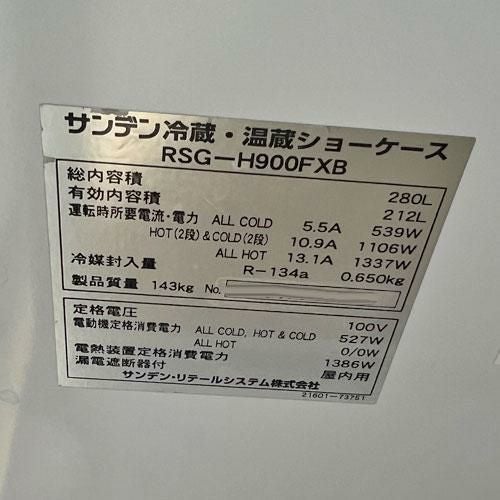 サンデン冷蔵・温蔵ショーケース
RSG-H900FXB
総内容積 280L
有効内容積 212L
運転時所要電流・電力 ALL COLD 5.5A 539W
HOT(2段)&COLD(2段) 10.9A 1106W
ALL HOT 13.1A 1337W
冷媒封入量 R-134a 0.650kg
製品質量 143kg No.
定格電圧 100V
電動機定格消費電力 ALL COLD, HOT & COLD 527W
ALL HOT 0/0W
電熱装置定格消費電力 1386W
漏電遮断器付 屋内用
サンデン・リテールシステム株式会社
21601-73751